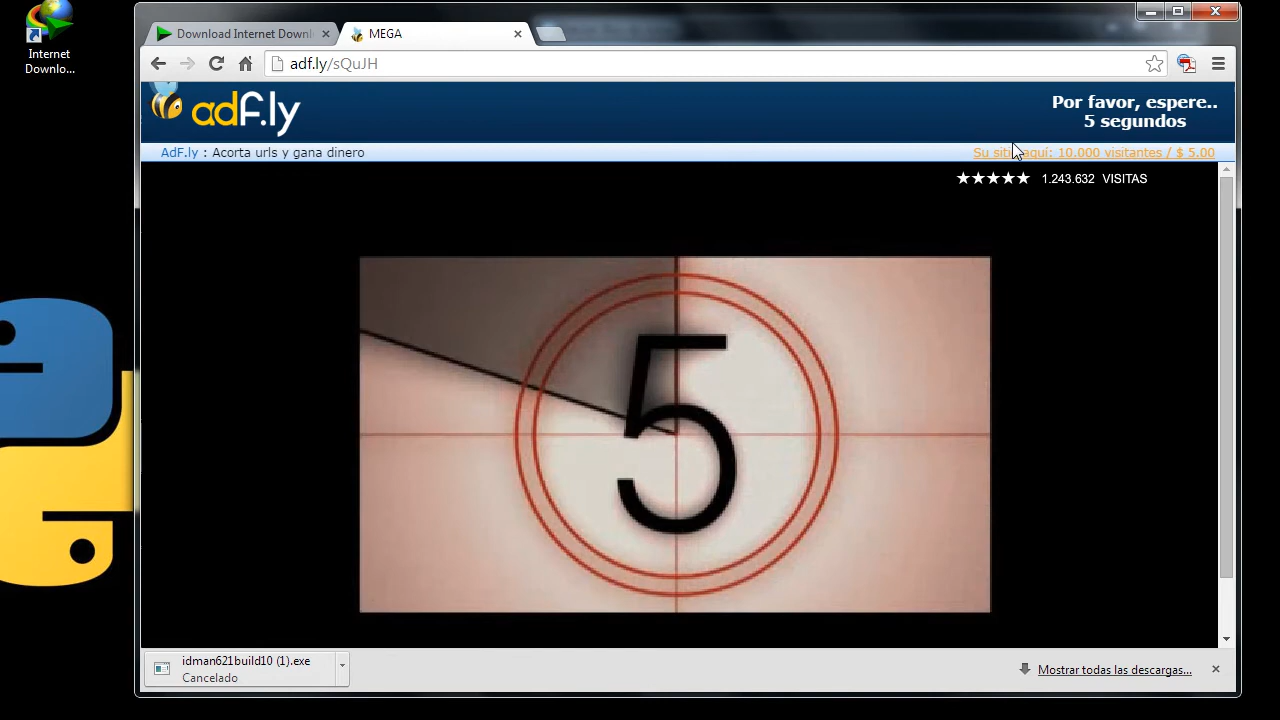 Internet
Downlo...
Download Internet Downl
MEGA
adf.ly/sQuJH
adf.ly
Por favor, espere..
5 segundos
AdF.ly : Acorta urls y gana dinero
Su sitio aquí: 10.000 visitantes / $ 5.00
★★★★★ 1.243.632 VISITAS
5
idman621build10 (1).exe
Cancelado
Mostrar todas las descargas...